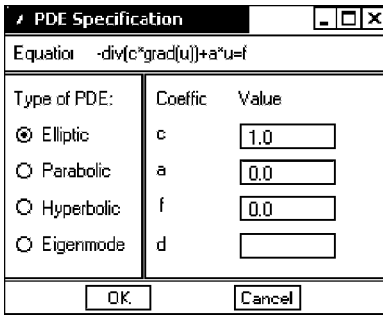 PDE Specification
Equation -div(c*grad(u))+a*u=f
Type of PDE: Coeffic Value
Elliptic c 1.0
Parabolic a 0.0
Hyperbolic f 0.0
Eigenmode d
OK Cancel